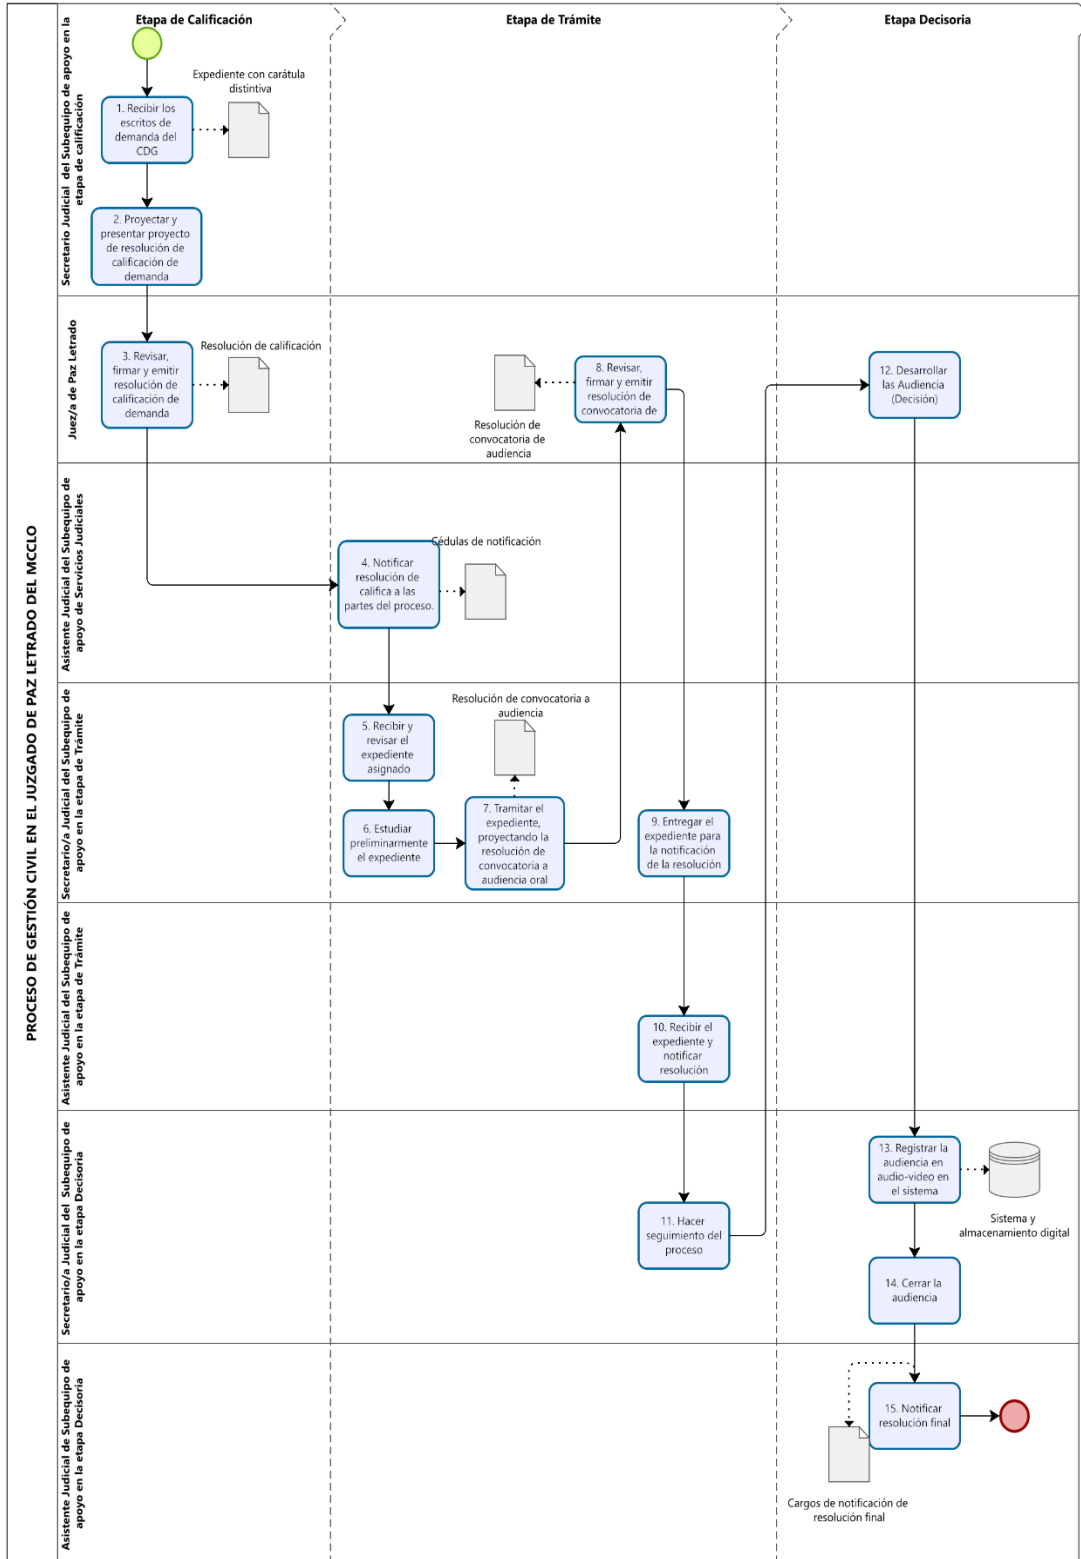 PROCESO DE GESTIÓN CIVIL EN EL JUZGADO DE PAZ LETRADO DEL MCCLO
Etapa de Calificación
Etapa de Trámite
Etapa Decisoria
Secretario Judicial del Subequipo de apoyo en la
etapa de calificación
Expediente con carátula
distintiva
1. Recibir los
escritos de
demanda del
CDG
2. Proyectar y
presentar proyecto
de resolución de
calificación de
demanda
Juez/a de Paz Letrado
3. Revisar,
firmar y emitir
resolución de
calificación de
demanda
Resolución de calificación
8. Revisar,
firmar y emitir
resolución de
convocatoria de
Resolución de
convocatoria de
audiencia
12. Desarrollar
las Audiencia
(Decisión)
Asistente Judicial del Subequipo de
apoyo de Servicios Judiciales
Cédulas de notificación
4. Notificar
resolución de
califica a las
partes del proceso.
Secretario/a Judicial del Subequipo de
apoyo en la etapa de Trámite
Resolución de convocatoria a
audiencia
5. Recibir y
revisar el
expediente
asignado
6. Estudiar
preliminarmente
el expediente
7. Tramitar el
expediente,
proyectando la
resolución de
convocatoria a
audiencia oral
9. Entregar el
expediente para
la notificación
de la resolución
Asistente Judicial del Subequipo de
apoyo en la etapa de Trámite
10. Recibir el
expediente y
notificar
resolución
Secretario/a Judicial del Subequipo de
apoyo en la etapa Decisoria
11. Hacer
seguimiento del
proceso
13. Registrar la
audiencia en
audio-video en
el sistema
Sistema y
almacenamiento digital
14. Cerrar la
audiencia
Asistente Judicial de Subequipo de
apoyo en la etapa Decisoria
15. Notificar
resolución final
Cargos de notificación de
resolución final